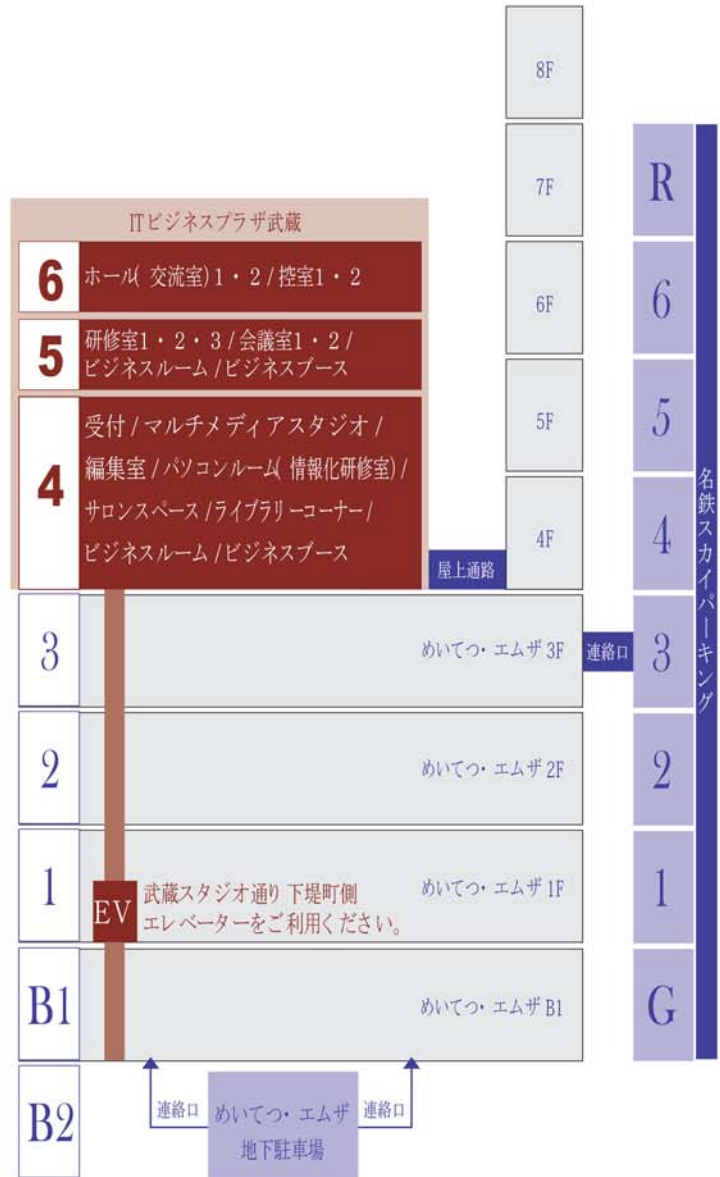 8F
7F
R
ITビジネスプラザ武蔵
6
ホール( 交流室) 1・2 / 控室1・2
6F
6
5
研修室1・2・3 / 会議室1・2 /
ビジネスルーム / ビジネスブース
5F
5
4
受付 / マルチメディアスタジオ /
編集室 / パソコンルーム( 情報化研修室) /
サロンスペース / ライブラリーコーナー /
ビジネスルーム / ビジネスブース
4F
4
屋上通路
名鉄スカイパーキング
3
めいてつ・エムザ 3F
連絡口
3
2
めいてつ・エムザ 2F
2
1
めいてつ・エムザ 1F
1
EV
武蔵スタジオ通り 下堤町側
エレベーターをご利用ください。
B1
めいてつ・エムザ B1
G
B2
連絡口
めいてつ・エムザ
地下駐車場
連絡口